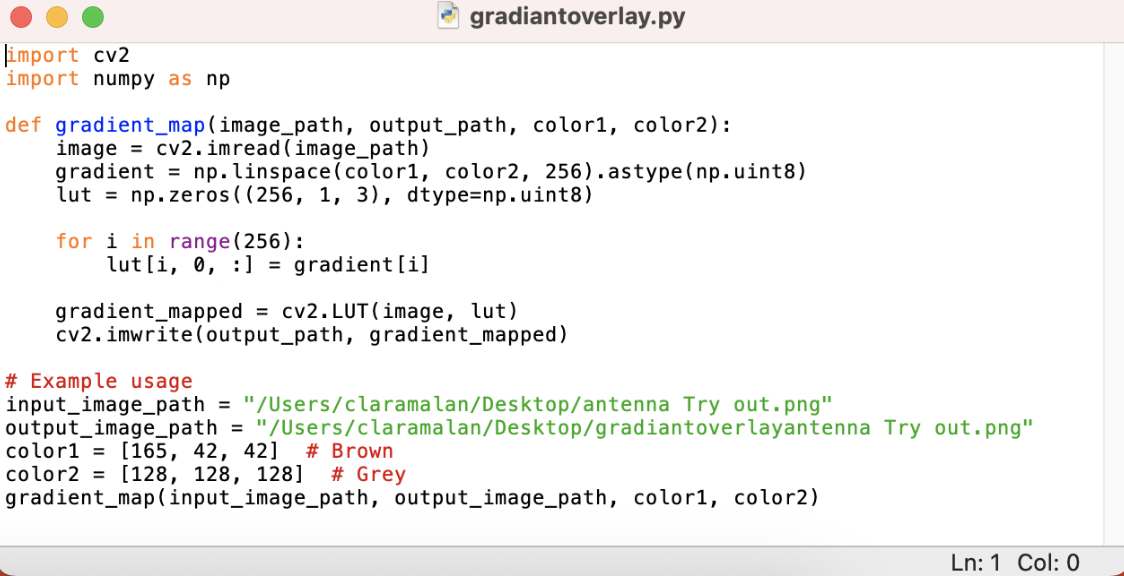 gradiantoverlay.py
import cv2
import numpy as np
def gradient_map(image_path, output_path, color1, color2):
    image = cv2.imread(image_path)
    gradient = np.linspace(color1, color2, 256).astype(np.uint8)
    lut = np.zeros((256, 1, 3), dtype=np.uint8)
    for i in range(256):
        lut[i, 0, :] = gradient[i]
    gradient_mapped = cv2.LUT(image, lut)
    cv2.imwrite(output_path, gradient_mapped)
# Example usage
input_image_path = "/Users/claramalan/Desktop/antenna Try out.png"
output_image_path = "/Users/claramalan/Desktop/gradiantoverlayantenna Try out.png"
color1 = [165, 42, 42]  # Brown
color2 = [128, 128, 128]  # Grey
gradient_map(input_image_path, output_image_path, color1, color2)
Ln: 1  Col: 0